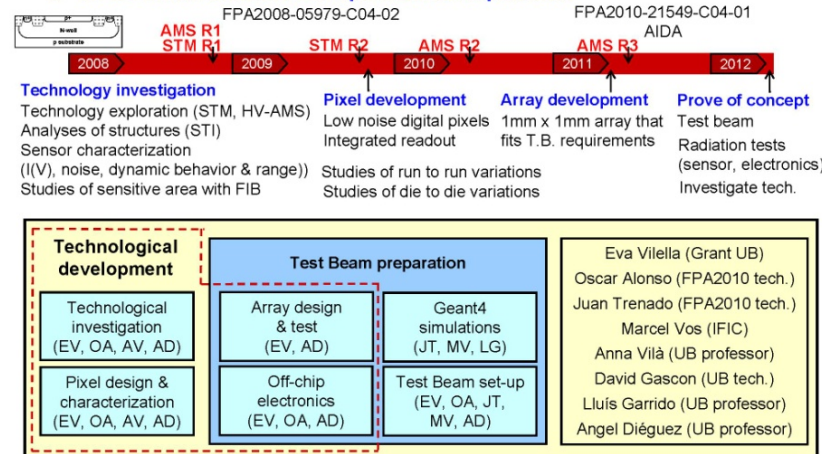 FPA2008-05979-C04-02
FPA2010-21549-C04-01
AIDA
p+
N-well
p substrate
AMS R1
STM R1
STM R2
AMS R2
AMS R3
2008
2009
2010
2011
2012
Technology investigation
Technology exploration (STM, HV-AMS)
Analyses of structures (STI)
Sensor characterization
(I(V), noise, dynamic behavior & range))
Studies of sensitive area with FIB
Pixel development
Low noise digital pixels
Integrated readout
Studies of run to run variations
Studies of die to die variations
Array development
1mm x 1mm array that
fits T.B. requirements
Prove of concept
Test beam
Radiation tests
(sensor, electronics)
Investigate tech.
Technological
development
Technological
investigation
(EV, OA, AV, AD)
Pixel design &
characterization
(EV, OA, AV, AD)
Test Beam preparation
Array design
& test
(EV, AD)
Off-chip
electronics
(EV, OA, AD)
Geant4
simulations
(JT, MV, LG)
Test Beam set-up
(EV, OA, JT,
MV, AD)
Eva Vilella (Grant UB)
Oscar Alonso (FPA2010 tech.)
Juan Trenado (FPA2010 tech.)
Marcel Vos (IFIC)
Anna Vilà (UB professor)
David Gascon (UB tech.)
Lluís Garrido (UB professor)
Angel Diéguez (UB professor)